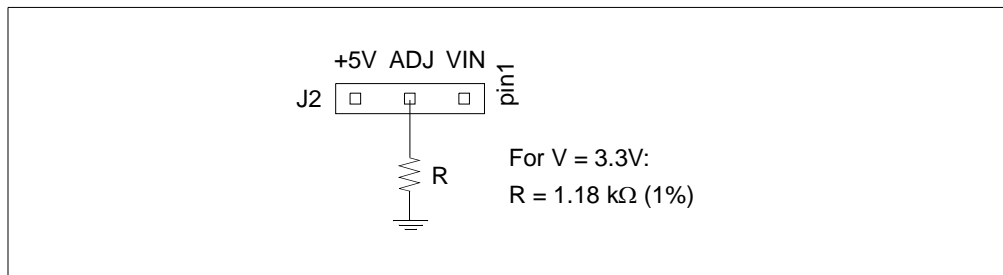 +5V ADJ VIN
pin1
J2
R
For V = 3.3V:
R = 1.18 kΩ (1%)